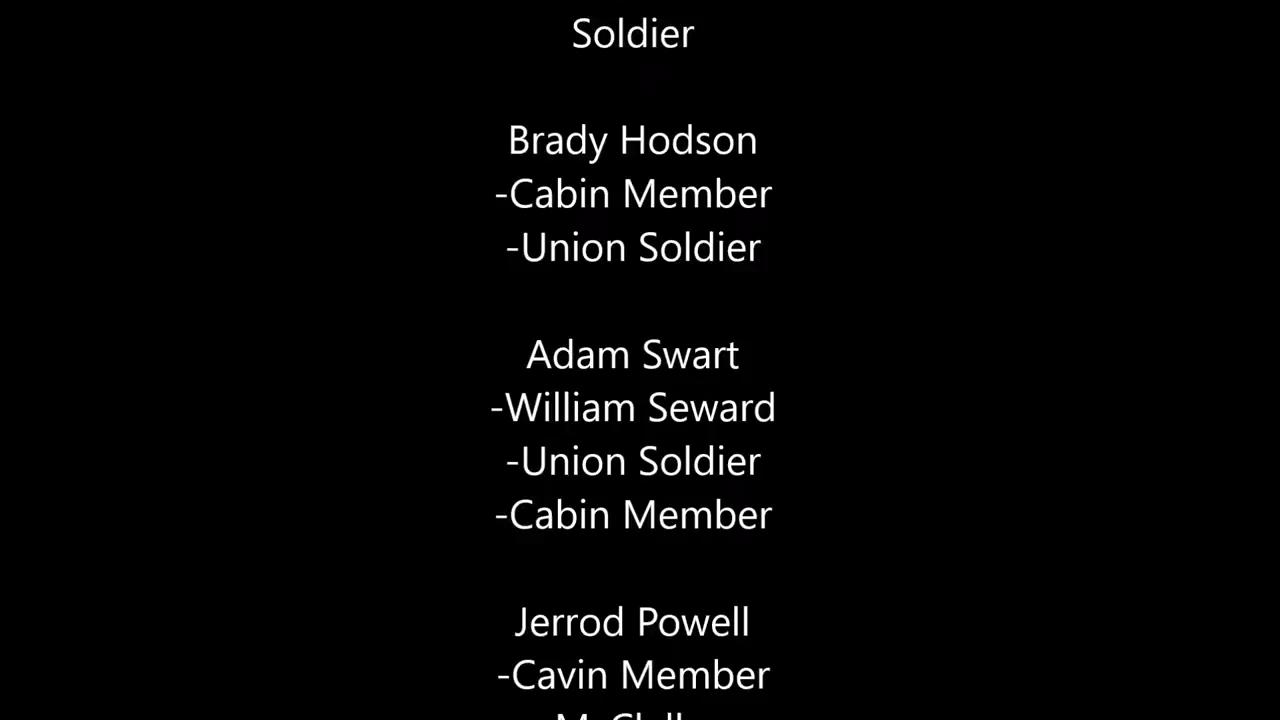 Soldier
Brady Hodson
-Cabin Member
-Union Soldier
Adam Swart
-William Seward
-Union Soldier
-Cabin Member
Jerrod Powell
-Cavin Member